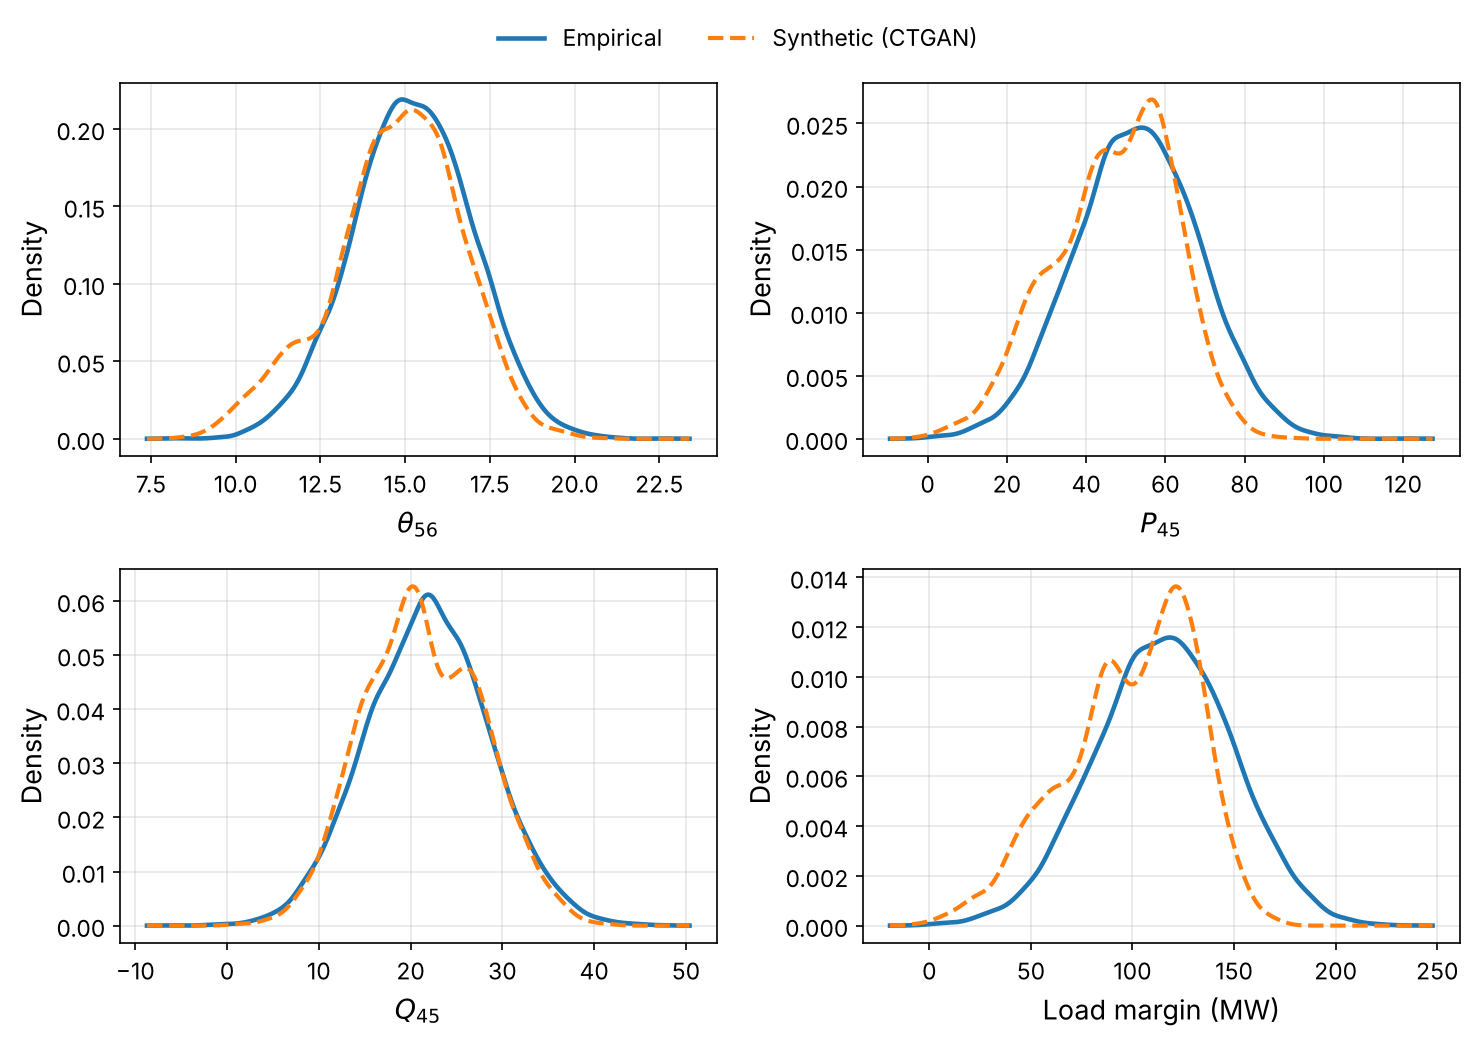 Empirical Synthetic (CTGAN)
Density
0.20
0.15
0.10
0.05
0.00
7.5 10.0 12.5 15.0 17.5 20.0 22.5
θ56
Density
0.025
0.020
0.015
0.010
0.005
0.000
0 20 40 60 80 100 120
P45
Density
0.06
0.05
0.04
0.03
0.02
0.01
0.00
−10 0 10 20 30 40 50
Q45
Density
0.014
0.012
0.010
0.008
0.006
0.004
0.002
0.000
0 50 100 150 200 250
Load margin (MW)